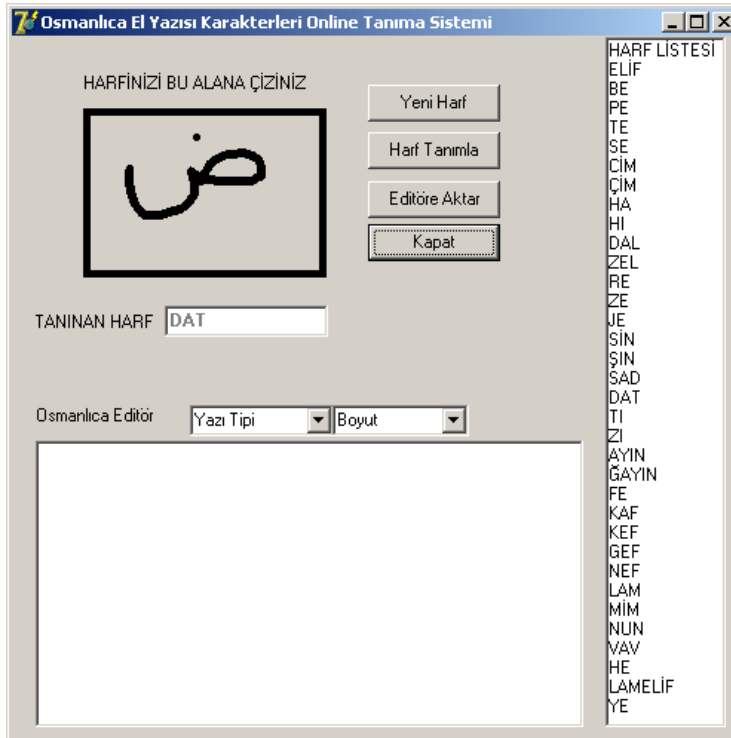 Osmanlıca El Yazısı Karakterleri Online Tanıma Sistemi
HARFİNİZİ BU ALANA ÇİZİNİZ
ض
Yeni Harf
Harf Tanımla
Editöre Aktar
Kapat
TANINAN HARF DAT
Osmanlıca Editör Yazı Tipi Boyut
HARF LİSTESİ
ELİF
BE
PE
TE
SE
CİM
ÇİM
HA
HI
DAL
ZEL
RE
ZE
JE
SİN
ŞIN
SAD
DAT
TI
ZI
AYIN
ĞAYIN
FE
KAF
KEF
GEF
NEF
LAM
MİM
NUN
VAV
HE
LAMELİF
YE